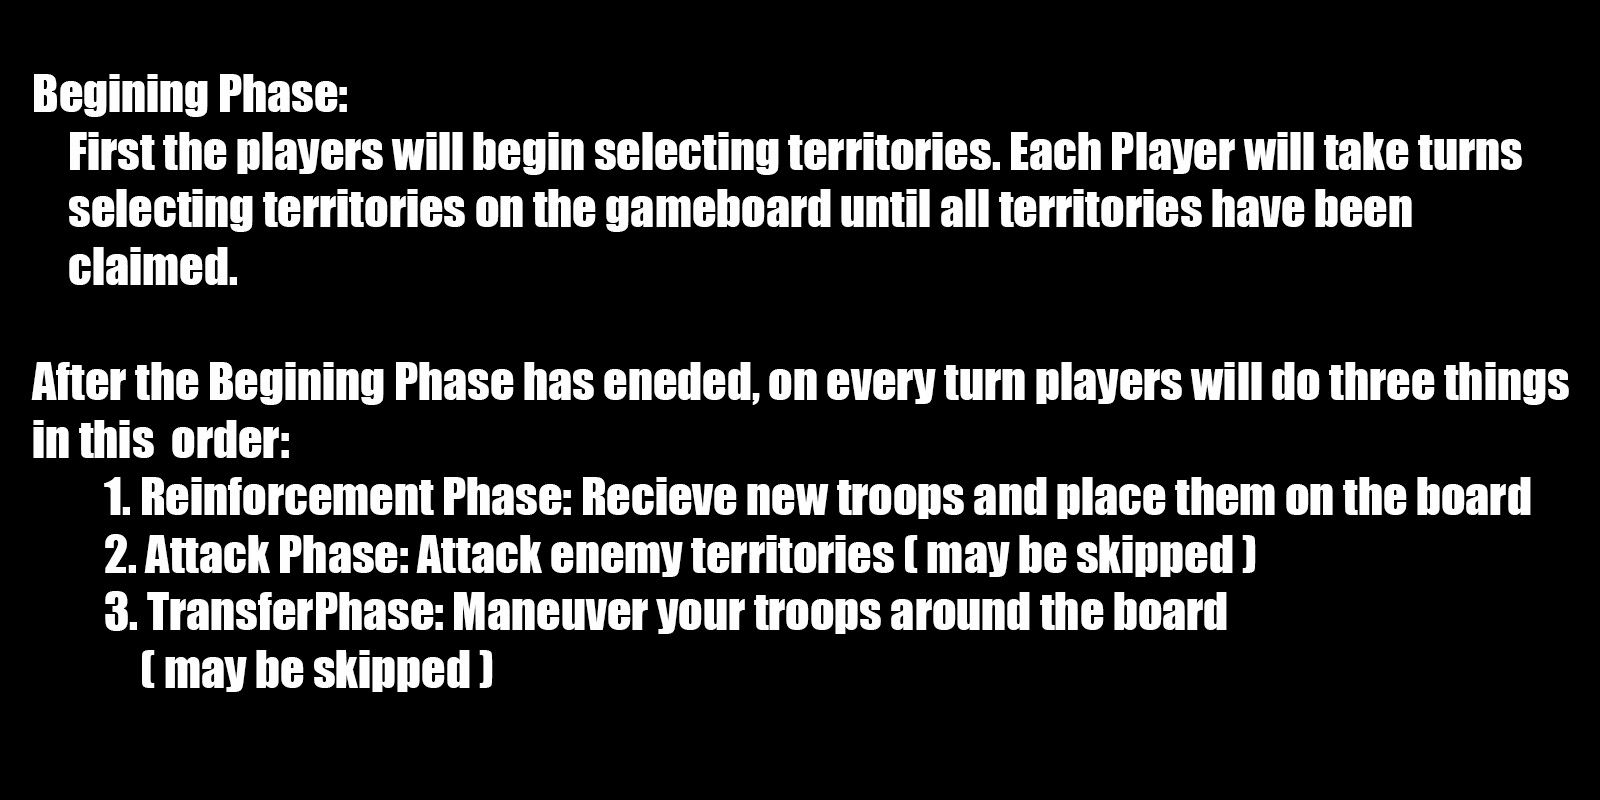 Begining Phase:
First the players will begin selecting territories. Each Player will take turns
selecting territories on the gameboard until all territories have been
claimed.
After the Begining Phase has eneded, on every turn players will do three things
in this  order:
1. Reinforcement Phase: Recieve new troops and place them on the board
2. Attack Phase: Attack enemy territories ( may be skipped )
3. TransferPhase: Maneuver your troops around the board
( may be skipped )